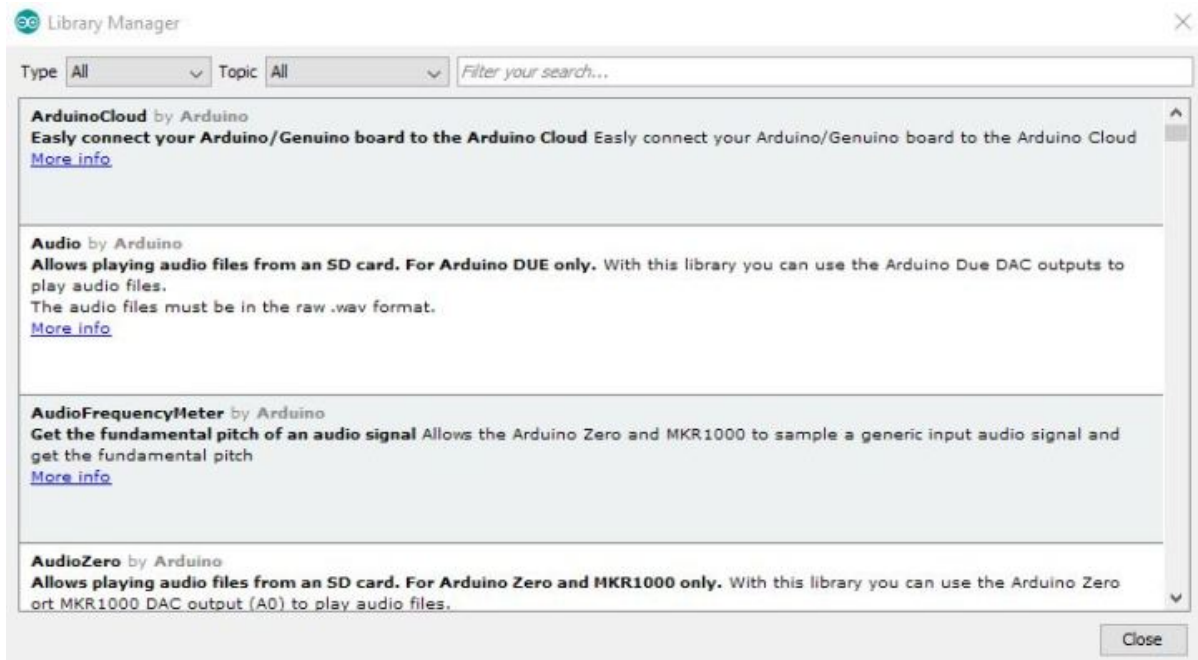 Library Manager
Type All Topic All Filter your search...
ArduinoCloud by Arduino
Easly connect your Arduino/Genuino board to the Arduino Cloud Easly connect your Arduino/Genuino board to the Arduino Cloud
More info
Audio by Arduino
Allows playing audio files from an SD card. For Arduino DUE only. With this library you can use the Arduino Due DAC outputs to
play audio files.
The audio files must be in the raw .wav format.
More info
AudioFrequencyMeter by Arduino
Get the fundamental pitch of an audio signal Allows the Arduino Zero and MKR1000 to sample a generic input audio signal and
get the fundamental pitch
More info
AudioZero by Arduino
Allows playing audio files from an SD card. For Arduino Zero and MKR1000 only. With this library you can use the Arduino Zero
ort MKR1000 DAC output (A0) to play audio files.
Close